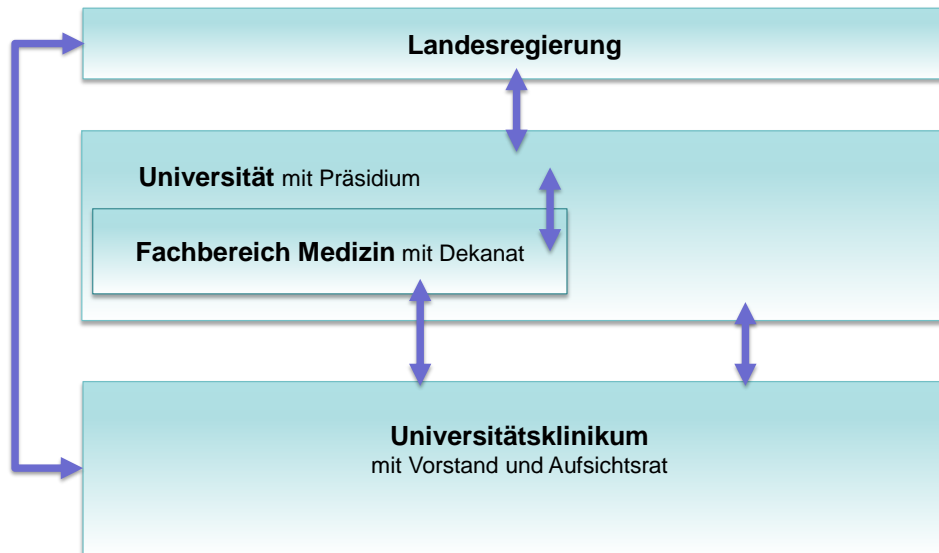 Landesregierung
Universität mit Präsidium
Fachbereich Medizin mit Dekanat
Universitätsklinikum
mit Vorstand und Aufsichtsrat